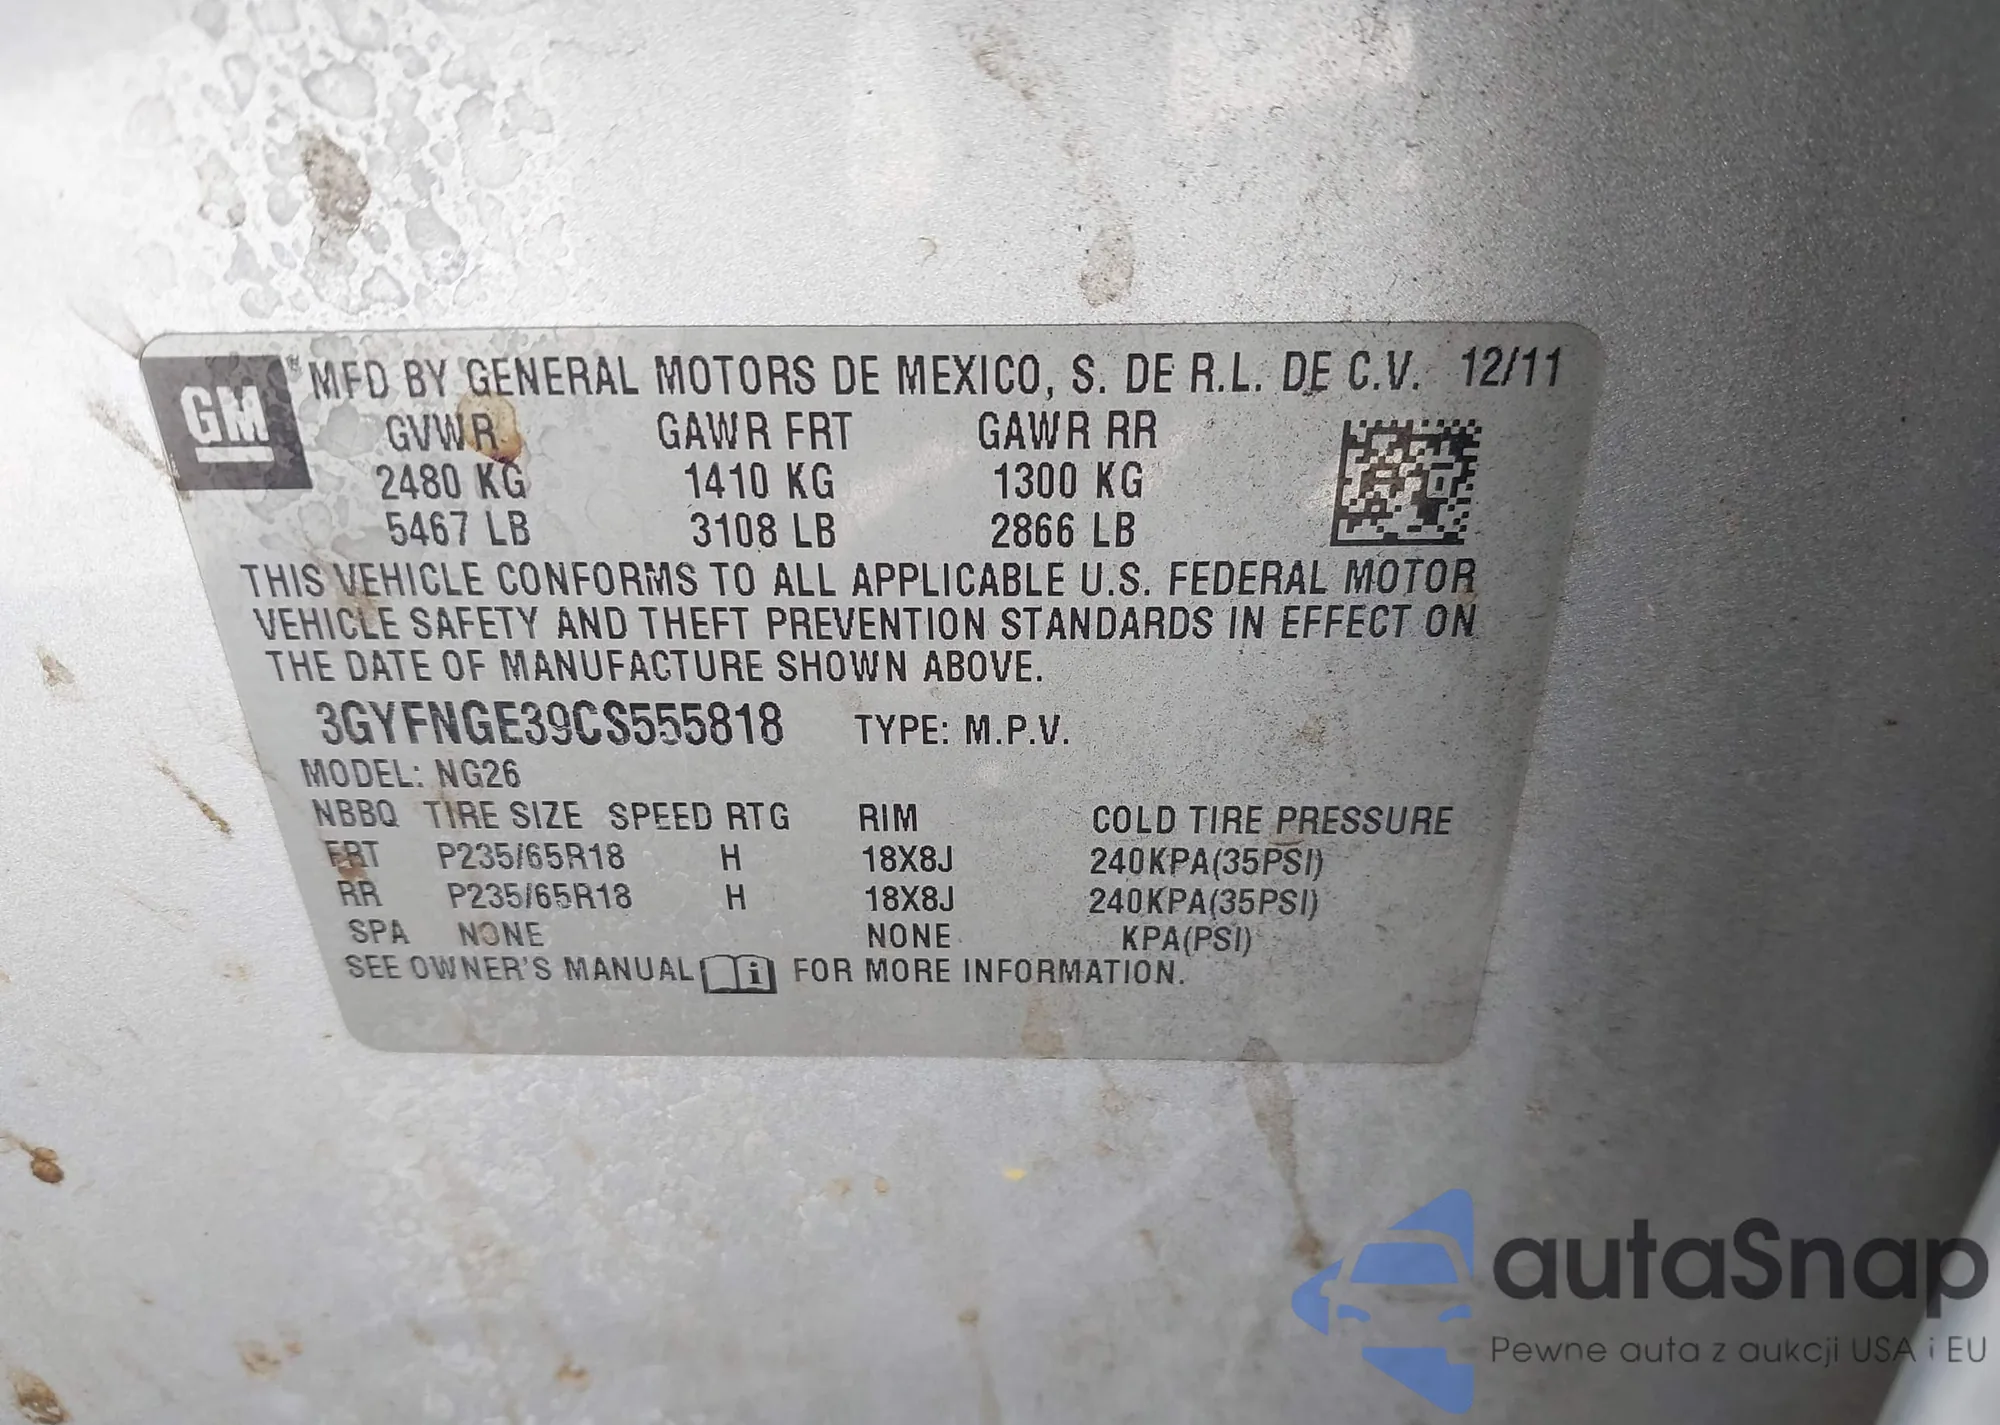 GM ® MFD BY GENERAL MOTORS DE MEXICO, S. DE R.L. DE C.V. 12/11
GVWR GAWR FRT GAWR RR
2480 KG 1410 KG 1300 KG
5467 LB 3108 LB 2866 LB
THIS VEHICLE CONFORMS TO ALL APPLICABLE U.S. FEDERAL MOTOR
VEHICLE SAFETY AND THEFT PREVENTION STANDARDS IN EFFECT ON
THE DATE OF MANUFACTURE SHOWN ABOVE.
3GYFNGE39CS555818 TYPE: M.P.V.
MODEL: NG26
NBBQ TIRE SIZE SPEED RTG RIM COLD TIRE PRESSURE
FRT P235/65R18 H 18X8J 240KPA(35PSI)
RR P235/65R18 H 18X8J 240KPA(35PSI)
SPA NONE NONE KPA(PSI)
SEE OWNER'S MANUAL i FOR MORE INFORMATION.
autaSnap
Pewne auta z aukcji USA i EU